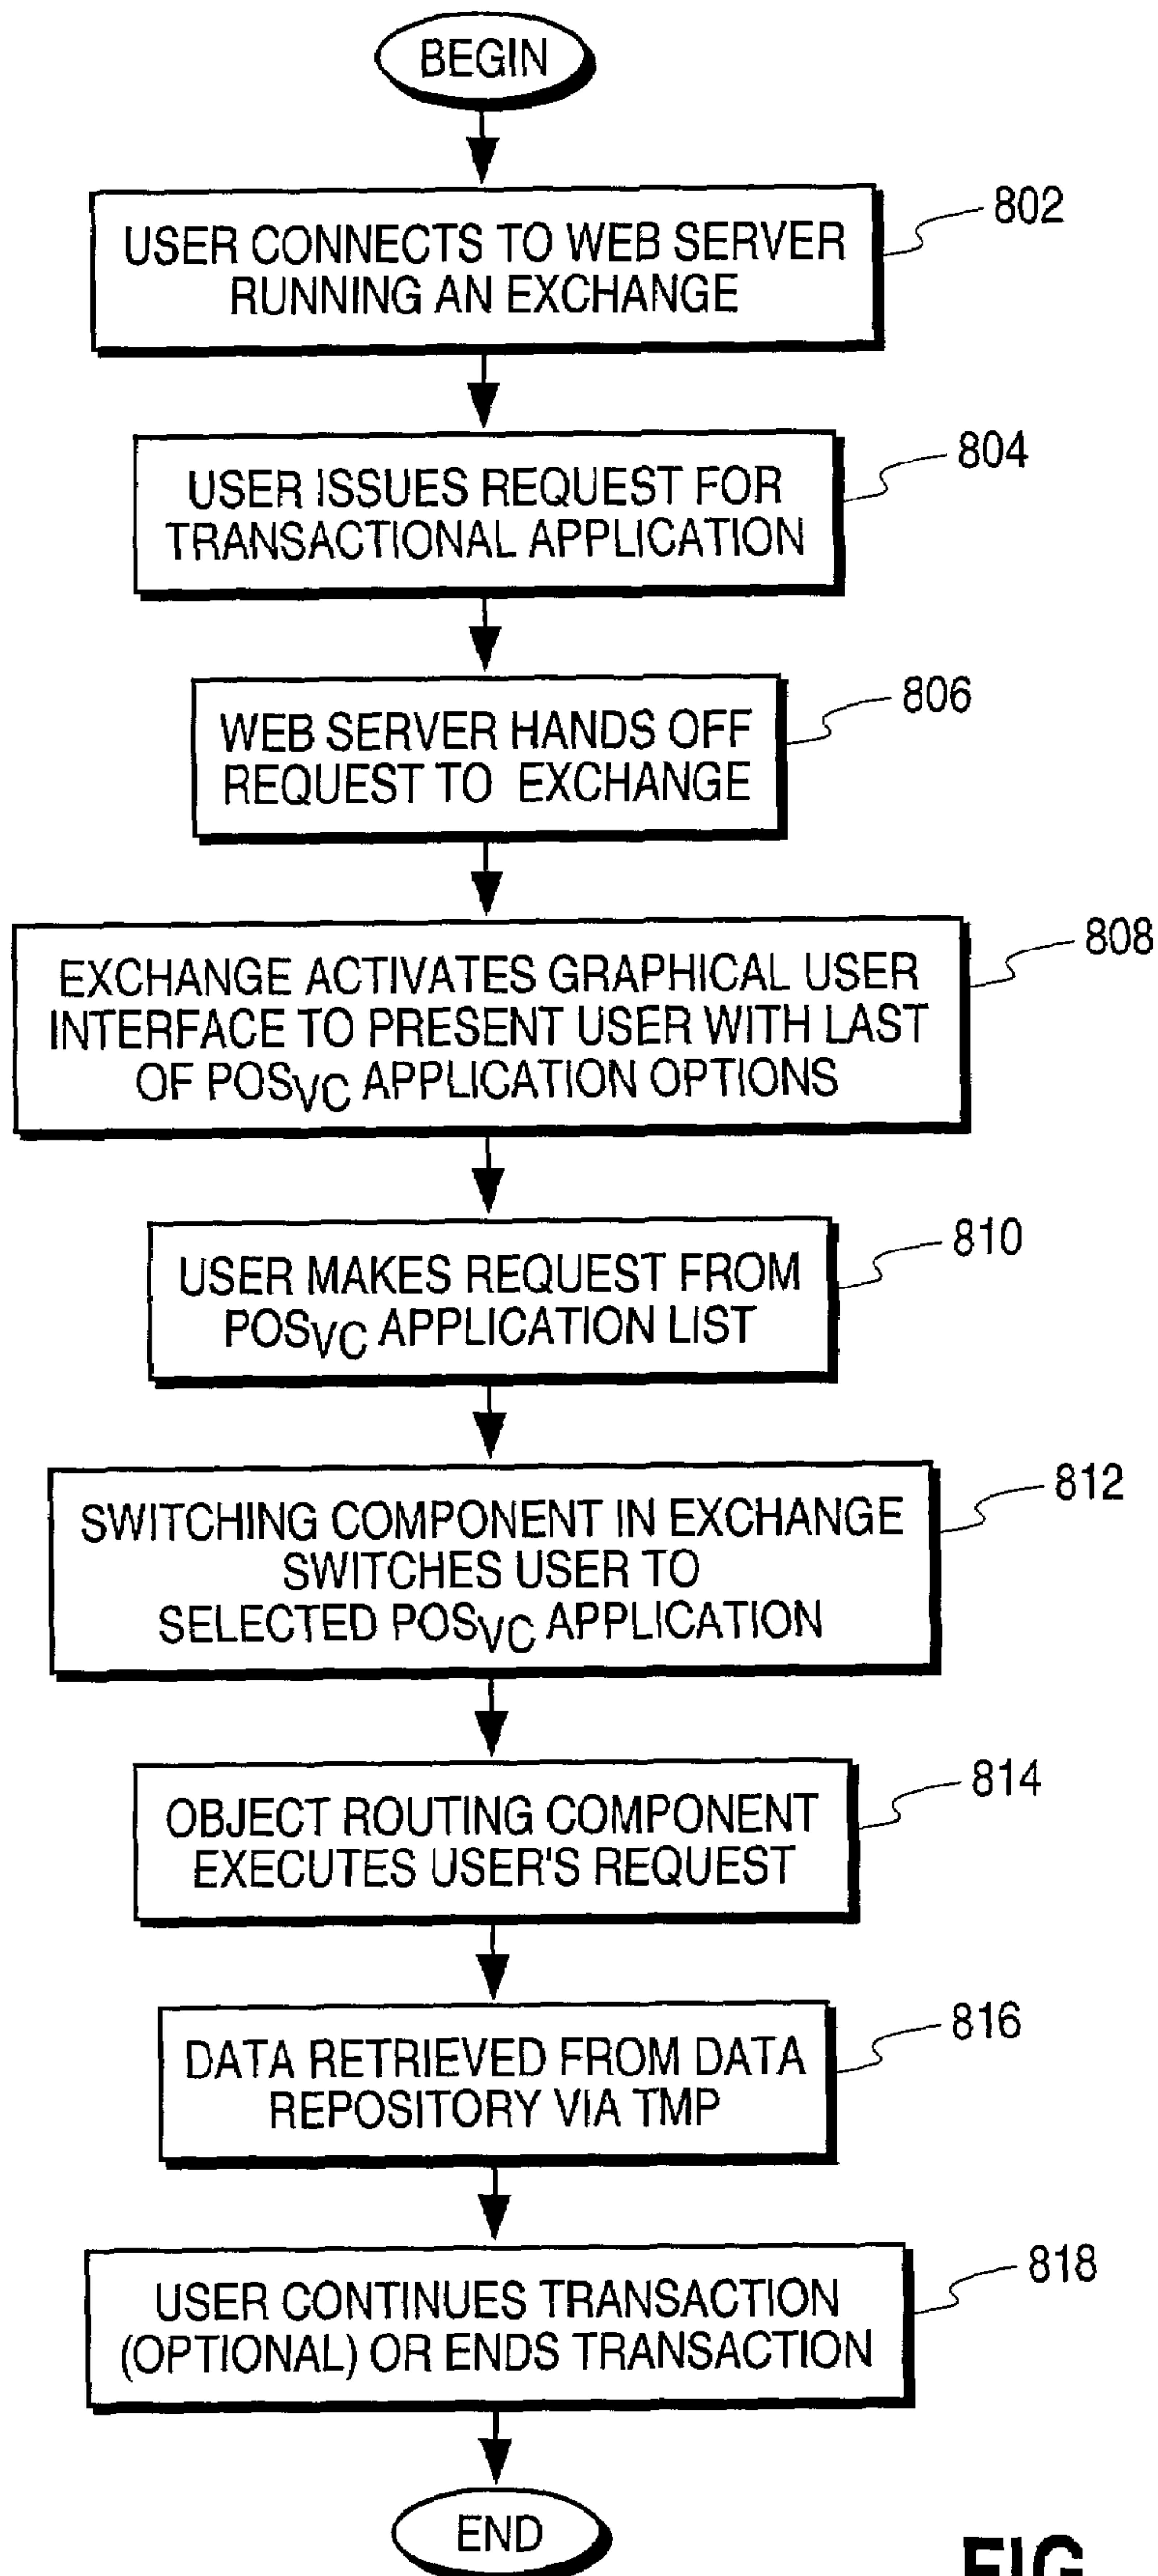 BEGIN
802
USER CONNECTS TO WEB SERVER
RUNNING AN EXCHANGE
804
USER ISSUES REQUEST FOR
TRANSACTIONAL APPLICATION
806
WEB SERVER HANDS OFF
REQUEST TO EXCHANGE
808
EXCHANGE ACTIVATES GRAPHICAL USER
INTERFACE TO PRESENT USER WITH LAST
OF POSVC APPLICATION OPTIONS
810
USER MAKES REQUEST FROM
POSVC APPLICATION LIST
812
SWITCHING COMPONENT IN EXCHANGE
SWITCHES USER TO
SELECTED POSVC APPLICATION
814
OBJECT ROUTING COMPONENT
EXECUTES USER'S REQUEST
816
DATA RETRIEVED FROM DATA
REPOSITORY VIA TMP
818
USER CONTINUES TRANSACTION
(OPTIONAL) OR ENDS TRANSACTION
END
FIG